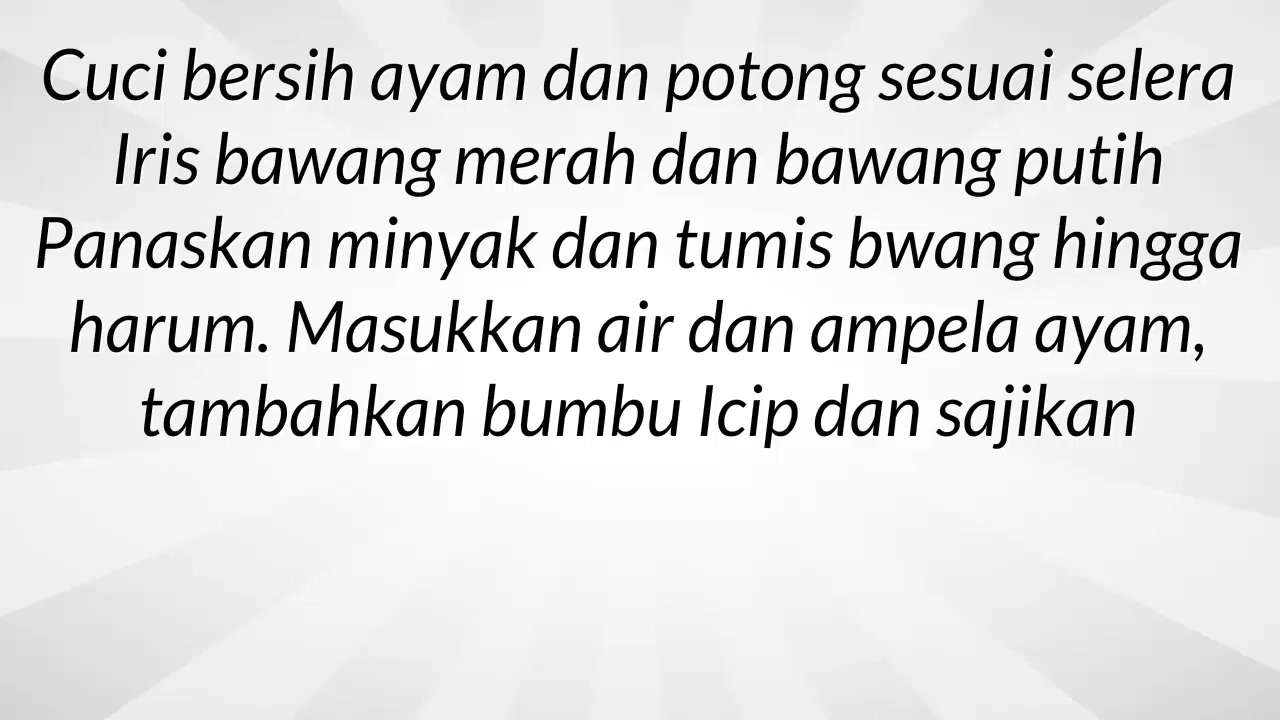 Cuci bersih ayam dan potong sesuai selera
Iris bawang merah dan bawang putih
Panaskan minyak dan tumis bwang hingga
harum. Masukkan air dan ampela ayam,
tambahkan bumbu Icip dan sajikan